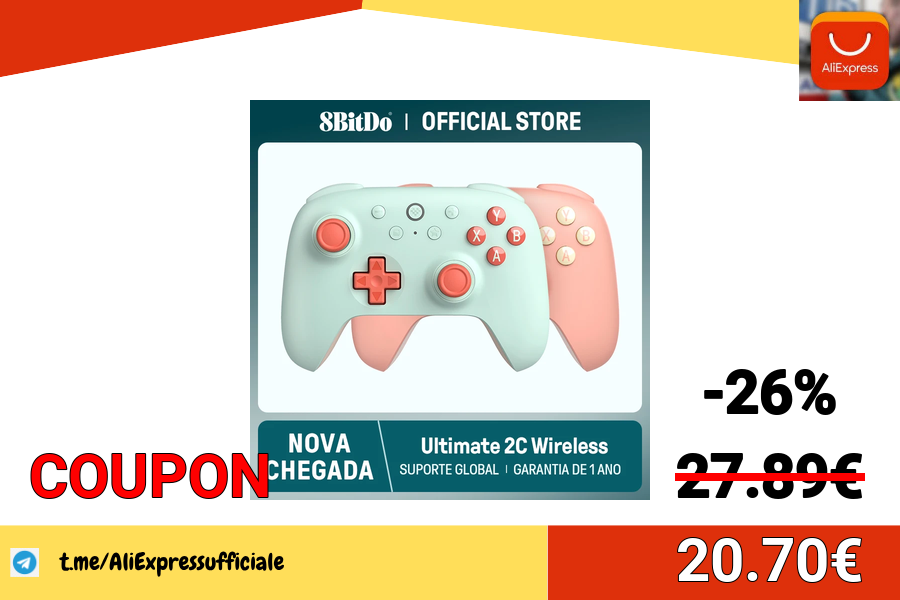 AliExpress
8BitDo | OFFICIAL STORE
Y
X B
A
Y
X B
A
-26%
NOVA
CHEGADA
Ultimate 2C Wireless
SUPORTE GLOBAL | GARANTIA DE 1 ANO
COUPON
27.89€
t.me/AliExpressufficiale
20.70€